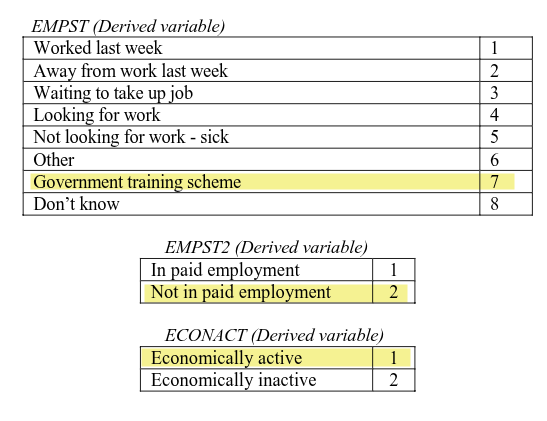 EMPST (Derived variable)
Worked last week 1
Away from work last week 2
Waiting to take up job 3
Looking for work 4
Not looking for work - sick 5
Other 6
Government training scheme 7
Don’t know 8
EMPST2 (Derived variable)
In paid employment 1
Not in paid employment 2
ECONACT (Derived variable)
Economically active 1
Economically inactive 2